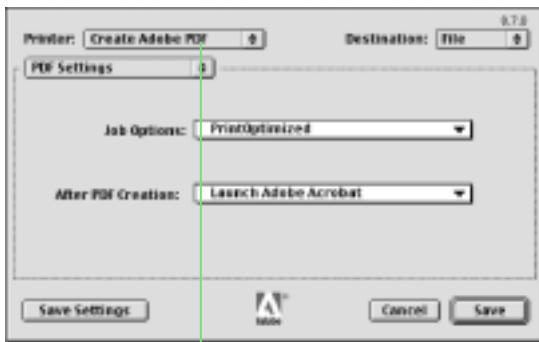 8.7.0
Printer: Create Adobe PDF Destination: File
PDF Settings
Job Options: PrintOptimized
After PDF Creation: Launch Adobe Acrobat
Save Settings Adobe Cancel Save